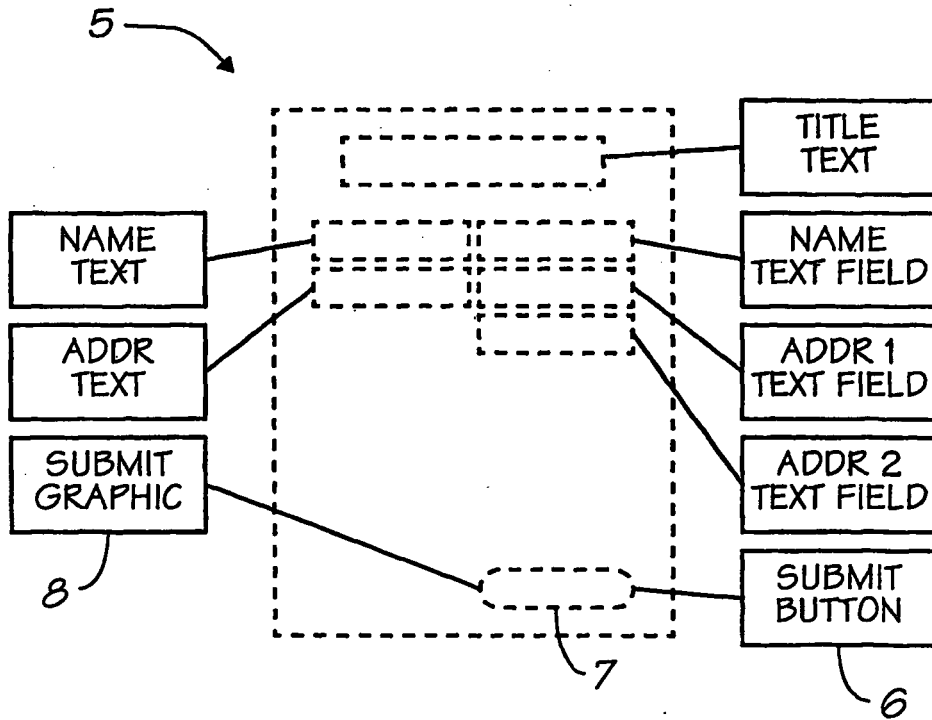 5
TITLE
TEXT
NAME
TEXT
NAME
TEXT FIELD
ADDR
TEXT
ADDR 1
TEXT FIELD
SUBMIT
GRAPHIC
ADDR 2
TEXT FIELD
8
SUBMIT
BUTTON
7
6